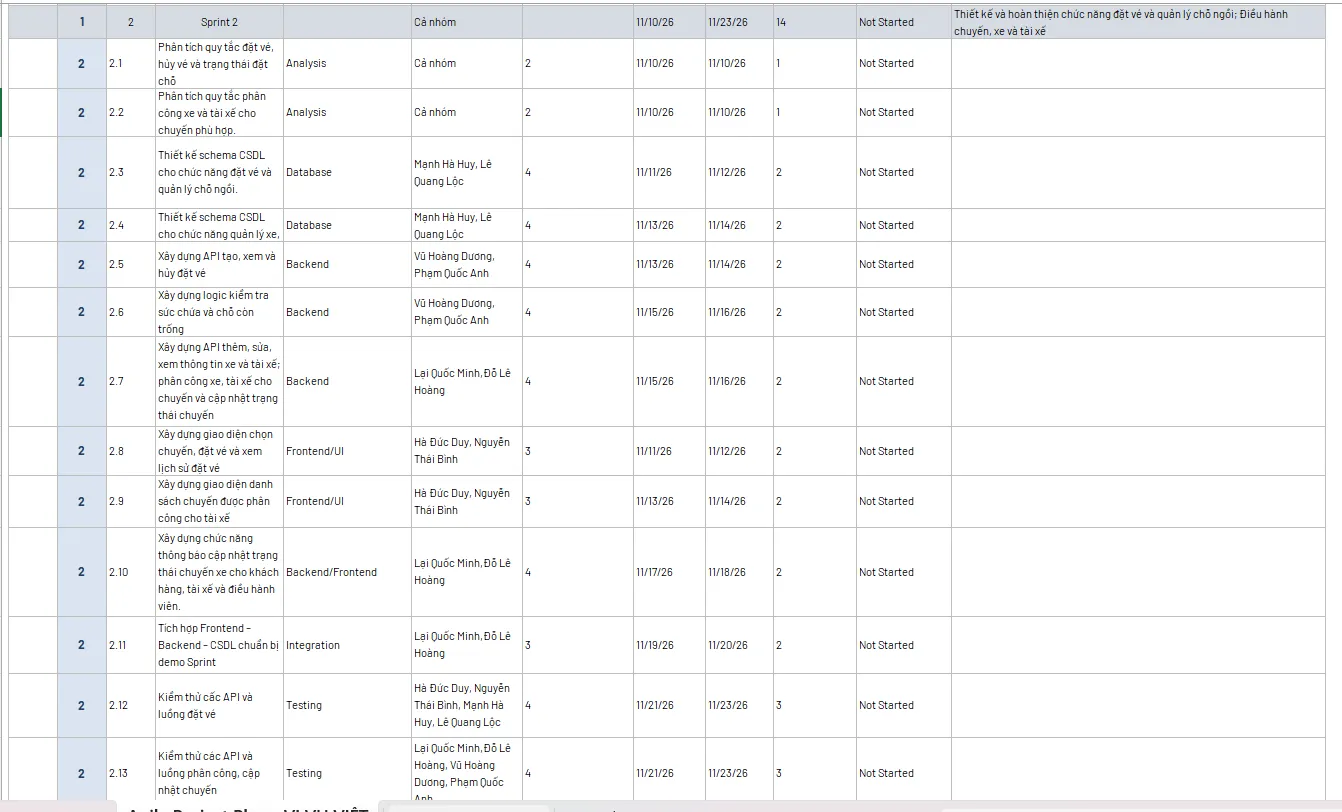 1 2 Sprint 2 Cả nhóm 11/10/26 11/23/26 14 Not Started Thiết kế và hoàn thiện chức năng đặt vé và quản lý chỗ ngồi; Điều hành
chuyến, xe và tài xế
2 2.1 Phân tích quy tắc đặt vé, Analysis Cả nhóm 2 11/10/26 11/10/26 1 Not Started
hủy vé và trạng thái đặt
chỗ
2 2.2 Phân tích quy tắc phân Analysis Cả nhóm 2 11/10/26 11/10/26 1 Not Started
công xe và tài xế cho
chuyến phù hợp.
2 2.3 Thiết kế schema CSDL Database Mạnh Hà Huy, Lê 4 11/11/26 11/12/26 2 Not Started
cho chức năng đặt vé và Quang Lộc
quản lý chỗ ngồi.
2 2.4 Thiết kế schema CSDL Database Mạnh Hà Huy, Lê 4 11/13/26 11/14/26 2 Not Started
cho chức năng quản lý xe, Quang Lộc
2 2.5 Xây dựng API tạo, xem và Backend Vũ Hoàng Dương, 4 11/13/26 11/14/26 2 Not Started
hủy đặt vé Phạm Quốc Anh
2 2.6 Xây dựng logic kiểm tra Backend Vũ Hoàng Dương, 4 11/15/26 11/16/26 2 Not Started
sức chứa và chỗ còn Phạm Quốc Anh
trống
2 2.7 Xây dựng API thêm, sửa, Backend Lại Quốc Minh,Đỗ Lê 4 11/15/26 11/16/26 2 Not Started
xem thông tin xe và tài xế; Hoàng
phân công xe, tài xế cho
chuyến và cập nhật trạng
thái chuyến
2 2.8 Xây dựng giao diện chọn Frontend/UI Hà Đức Duy, Nguyễn 3 11/11/26 11/12/26 2 Not Started
chuyến, đặt vé và xem Thái Bình
lịch sử đặt vé
2 2.9 Xây dựng giao diện danh Frontend/UI Hà Đức Duy, Nguyễn 3 11/13/26 11/14/26 2 Not Started
sách chuyến được phân Thái Bình
công cho tài xế
2 2.10 Xây dựng chức năng Backend/Frontend Lại Quốc Minh,Đỗ Lê 4 11/17/26 11/18/26 2 Not Started
thông báo cập nhật trạng Hoàng
thái chuyến xe cho khách
hàng, tài xế và điều hành
viên.
2 2.11 Tích hợp Frontend – Integration Lại Quốc Minh,Đỗ Lê 3 11/19/26 11/20/26 2 Not Started
Backend – CSDL chuẩn bị Hoàng
demo Sprint
2 2.12 Kiểm thử các API và Testing Hà Đức Duy, Nguyễn 4 11/21/26 11/23/26 3 Not Started
luồng đặt vé Thái Bình, Mạnh Hà
Huy, Lê Quang Lộc
2 2.13 Kiểm thử các API và Testing Lại Quốc Minh,Đỗ Lê 4 11/21/26 11/23/26 3 Not Started
luồng phân công, cập Hoàng, Vũ Hoàng
nhật chuyến Dương, Phạm Quốc
Anh